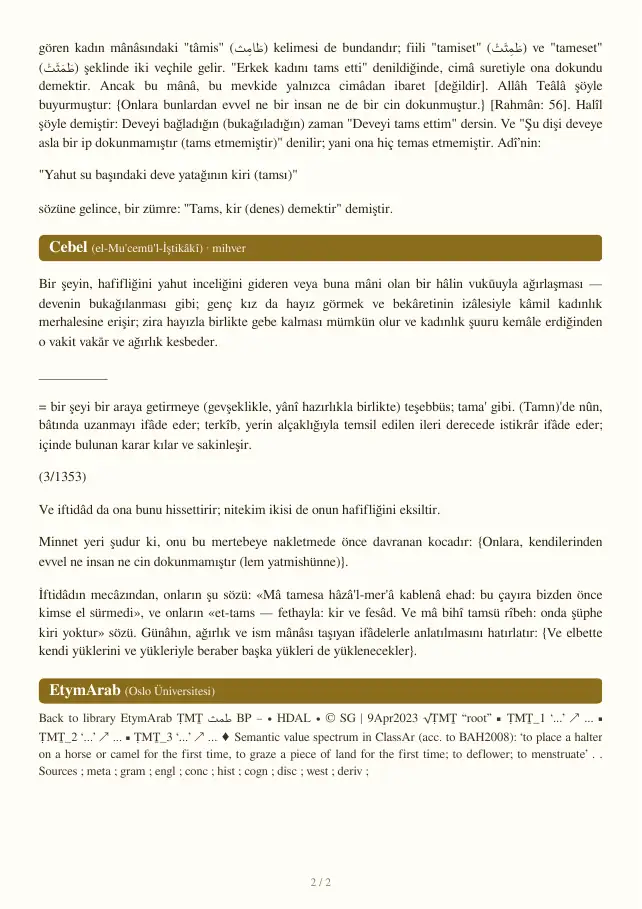 gören kadın mânâsındaki "tâmis" (طَامِث) kelimesi de bundandır; fiili "tamiset" (طَمِثَتْ) ve "tameset"
(طَمَثَتْ) şeklinde iki veçhile gelir. "Erkek kadını tams etti" denildiğinde, cimâ suretiyle ona dokundu
demektir. Ancak bu mânâ, bu mevkide yalnızca cimâdan ibaret [değildir]. Allâh Teâlâ şöyle
buyurmuştur: {Onlara bunlardan evvel ne bir insan ne de bir cin dokunmuştur.} [Rahmân: 56]. Halîl
şöyle demiştir: Deveyi bağladığın (bukağıladığın) zaman "Deveyi tams ettim" dersin. Ve "Şu dişi deveye
asla bir ip dokunmamıştır (tams etmemiştir)" denilir; yani ona hiç temas etmemiştir. Adî'nin:
"Yahut su başındaki deve yatağının kiri (tamsı)"
sözüne gelince, bir zümre: "Tams, kir (denes) demektir" demiştir.
Cebel (el-Mu'cemü'l-İştikâkî) · mihver
Bir şeyin, hafifliğini yahut inceliğini gideren veya buna mâni olan bir hâlin vukūuyla ağırlaşması —
devenin bukağılanması gibi; genç kız da hayız görmek ve bekâretinin izâlesiyle kâmil kadınlık
merhalesine erişir; zira hayızla birlikte gebe kalması mümkün olur ve kadınlık şuuru kemâle erdiğinden
o vakit vakār ve ağırlık kesbeder.
= bir şeyi bir araya getirmeye (gevşeklikle, yânî hazırlıkla birlikte) teşebbüs; tama' gibi. (Tamn)'de nûn,
bâtında uzanmayı ifâde eder; terkîb, yerin alçaklığıyla temsil edilen ileri derecede istikrâr ifâde eder;
içinde bulunan karar kılar ve sakinleşir.
(3/1353)
Ve iftidâd da ona bunu hissettirir; nitekim ikisi de onun hafifliğini eksiltir.
Minnet yeri şudur ki, onu bu mertebeye nakletmede önce davranan kocadır: {Onlara, kendilerinden
evvel ne insan ne cin dokunmamıştır (lem yatmishünne)}.
İftidâdın mecâzından, onların şu sözü: «Mâ tamesa hâzâ'l-mer'â kablenâ ehad: bu çayıra bizden önce
kimse el sürmedi», ve onların «et-tams — fethayla: kir ve fesâd. Ve mâ bihî tamsü rîbeh: onda şüphe
kiri yoktur» sözü. Günâhın, ağırlık ve ism mânâsı taşıyan ifâdelerle anlatılmasını hatırlatır: {Ve elbette
kendi yüklerini ve yükleriyle beraber başka yükleri de yüklenecekler}.
EtymArab (Oslo Üniversitesi)
Back to library EtymArab ṬMṮ طمث BP – • HDAL • © SG | 9Apr2023 √ṬMṮ “root” ▪ ṬMṮ_1 ‘...’ ↗ ... ▪
ṬMṮ_2 ‘...’ ↗ ... ▪ ṬMṮ_3 ‘...’ ↗ ... ♦ Semantic value spectrum in ClassAr (acc. to BAH2008): ‘to place a halter
on a horse or camel for the first time, to graze a piece of land for the first time; to deflower; to menstruate’ . .
Sources ; meta ; gram ; engl ; conc ; hist ; cogn ; disc ; west ; deriv ;
2 / 2